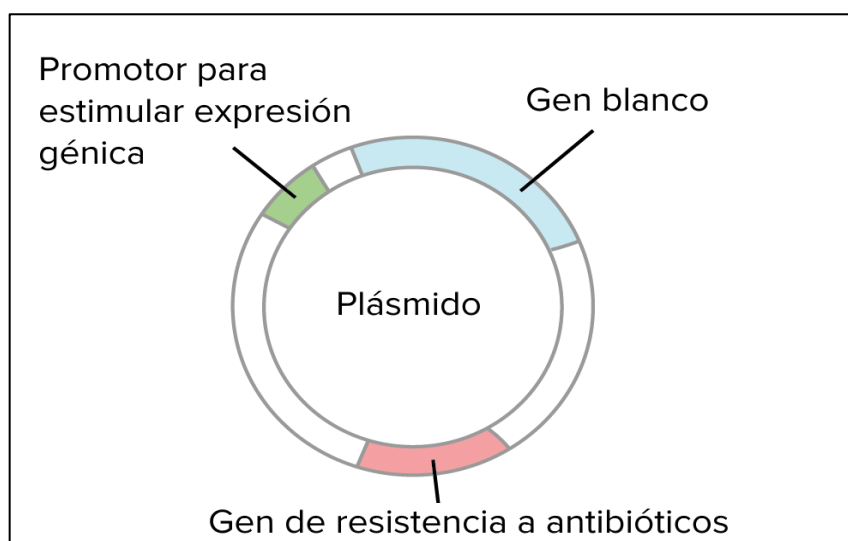 Promotor para
estimular expresión
génica
Gen blanco
Plásmido
Gen de resistencia a antibióticos